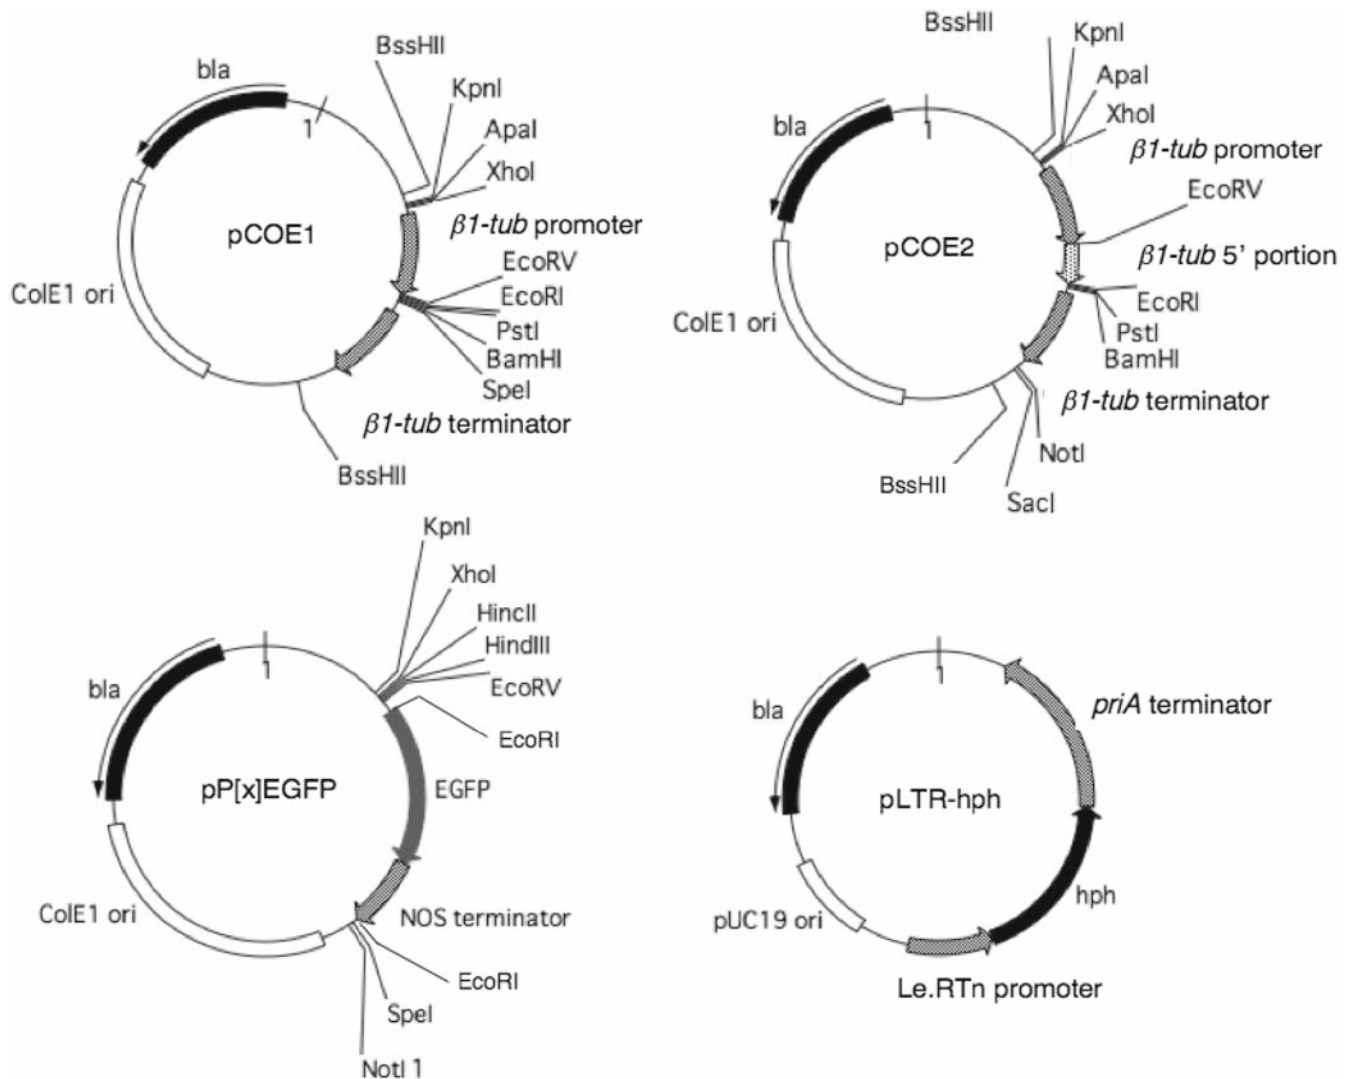 BssHII
bla
KpnI
1
ApaI
XhoI
pCOE1
β1-tub promoter
EcoRV
ColE1 ori
EcoRI
PstI
BamHI
SpeI
β1-tub terminator
BssHII
BssHII
KpnI
ApaI
bla
1
XhoI
β1-tub promoter
EcoRV
pCOE2
β1-tub 5' portion
EcoRI
ColE1 ori
PstI
BamHI
β1-tub terminator
NotI
BssHII
SacI
KpnI
XhoI
HincII
1
HindIII
bla
EcoRV
EcoRI
pP[x]EGFP
EGFP
ColE1 ori
NOS terminator
EcoRI
SpeI
NotI 1
1
bla
priA terminator
pLTR-hph
hph
pUC19 ori
Le.RTn promoter